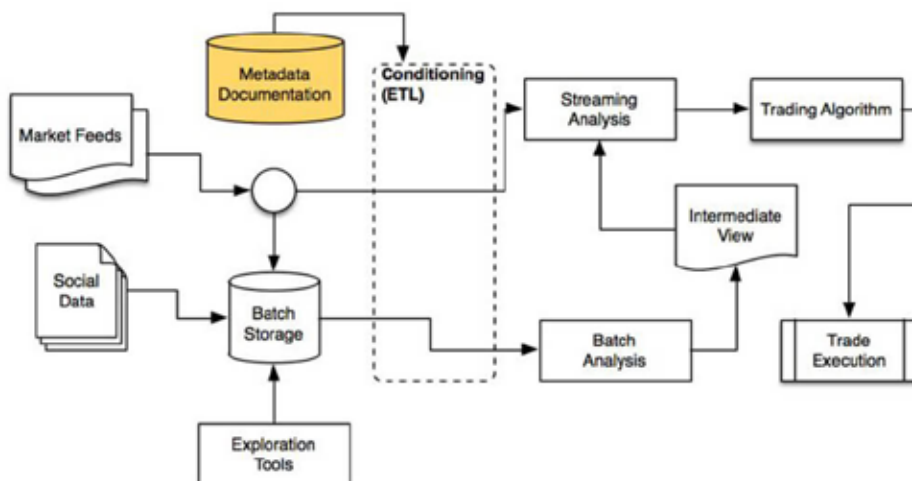 Metadata
Documentation
Conditioning
(ETL)
Streaming
Analysis
Trading Algorithm
Market Feeds
Intermediate
View
Social
Data
Batch
Storage
Batch
Analysis
Trade
Execution
Exploration
Tools